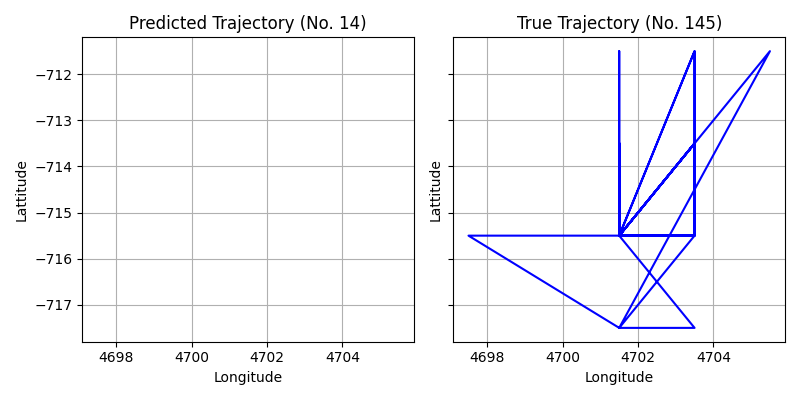 Predicted Trajectory (No. 14)
True Trajectory (No. 145)
−712
−713
−714
−715
−716
−717
Lattitude
Lattitude
4698
4700
4702
4704
4698
4700
4702
4704
Longitude
Longitude